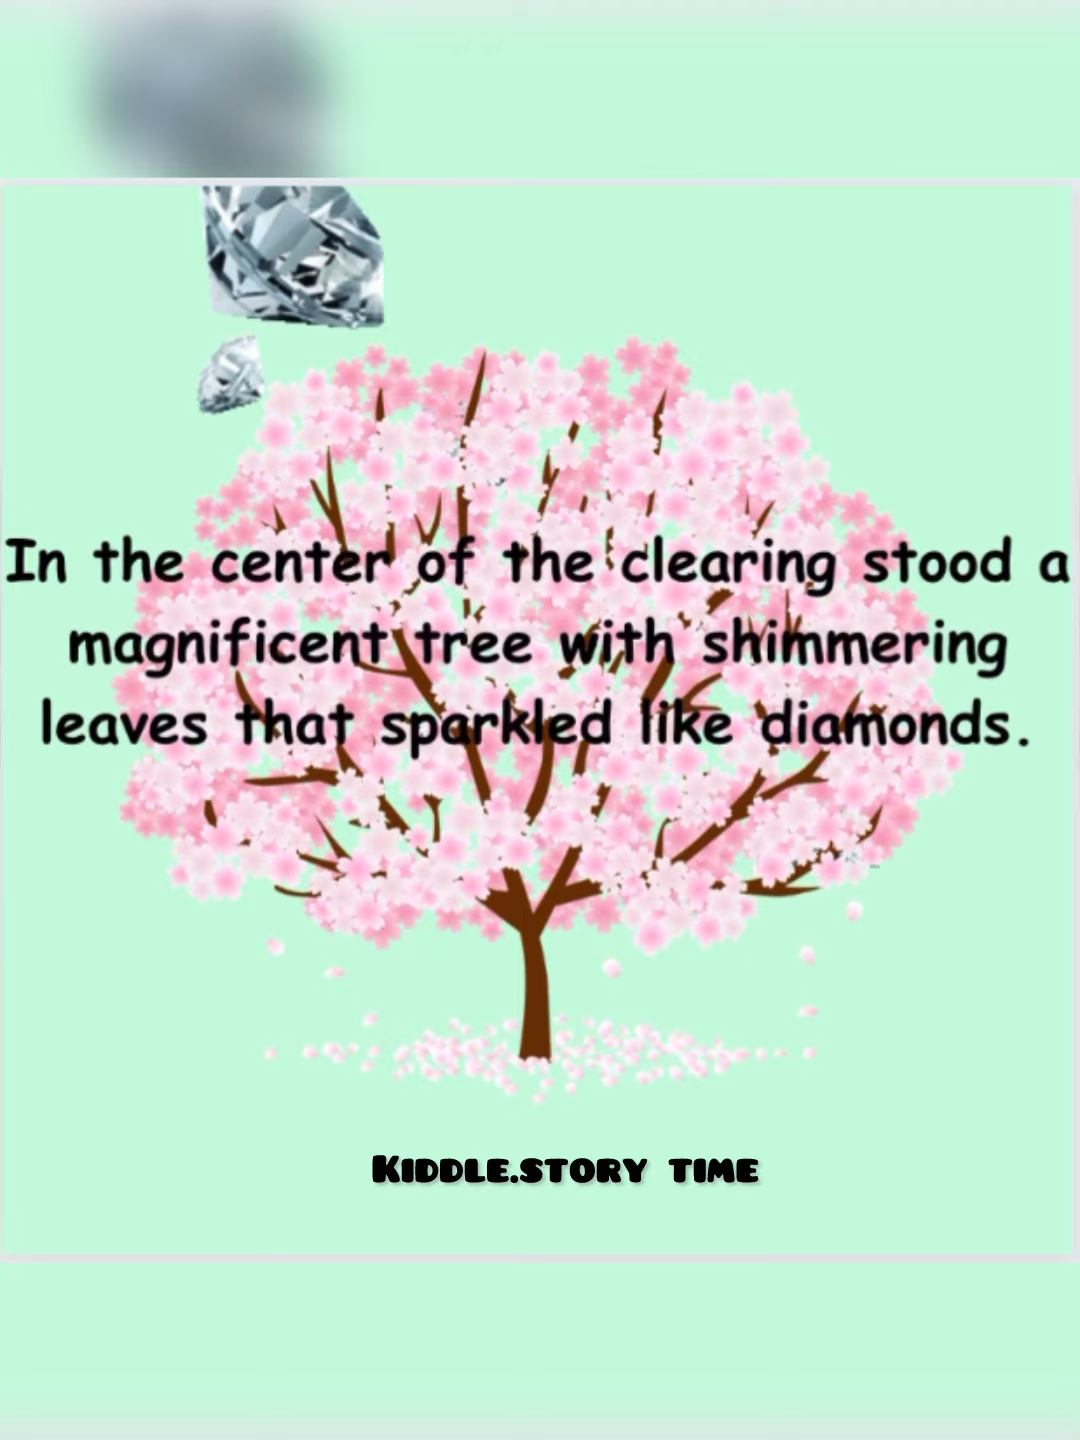 In the center of the clearing stood a
magnificent tree with shimmering
leaves that sparkled like diamonds.
Kiddle.story time